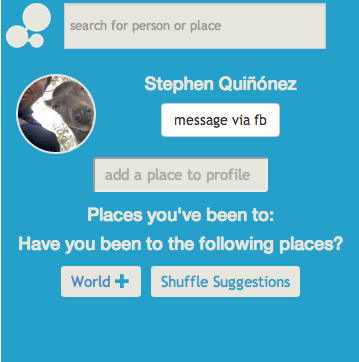 search for person or place
Stephen Quiñónez
message via fb
add a place to profile
Places you've been to:
Have you been to the following places?
World +
Shuffle Suggestions